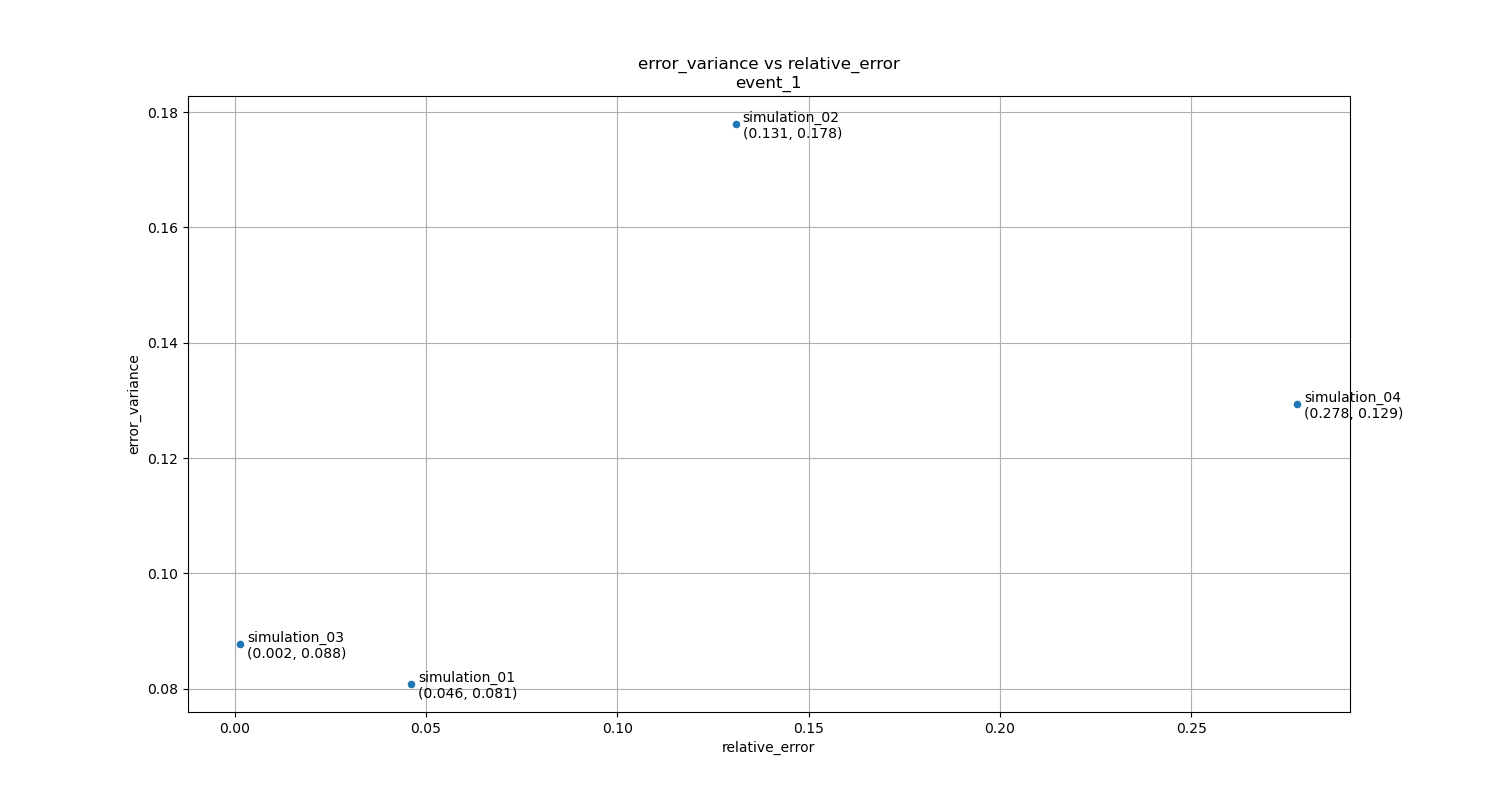 error_variance vs relative_error
event_1
0.18
simulation_02
(0.131, 0.178)
0.16
0.14
simulation_04
(0.278, 0.129)
error_variance
0.12
0.10
simulation_03
(0.002, 0.088)
simulation_01
(0.046, 0.081)
0.08
0.00 0.05 0.10 0.15 0.20 0.25
relative_error